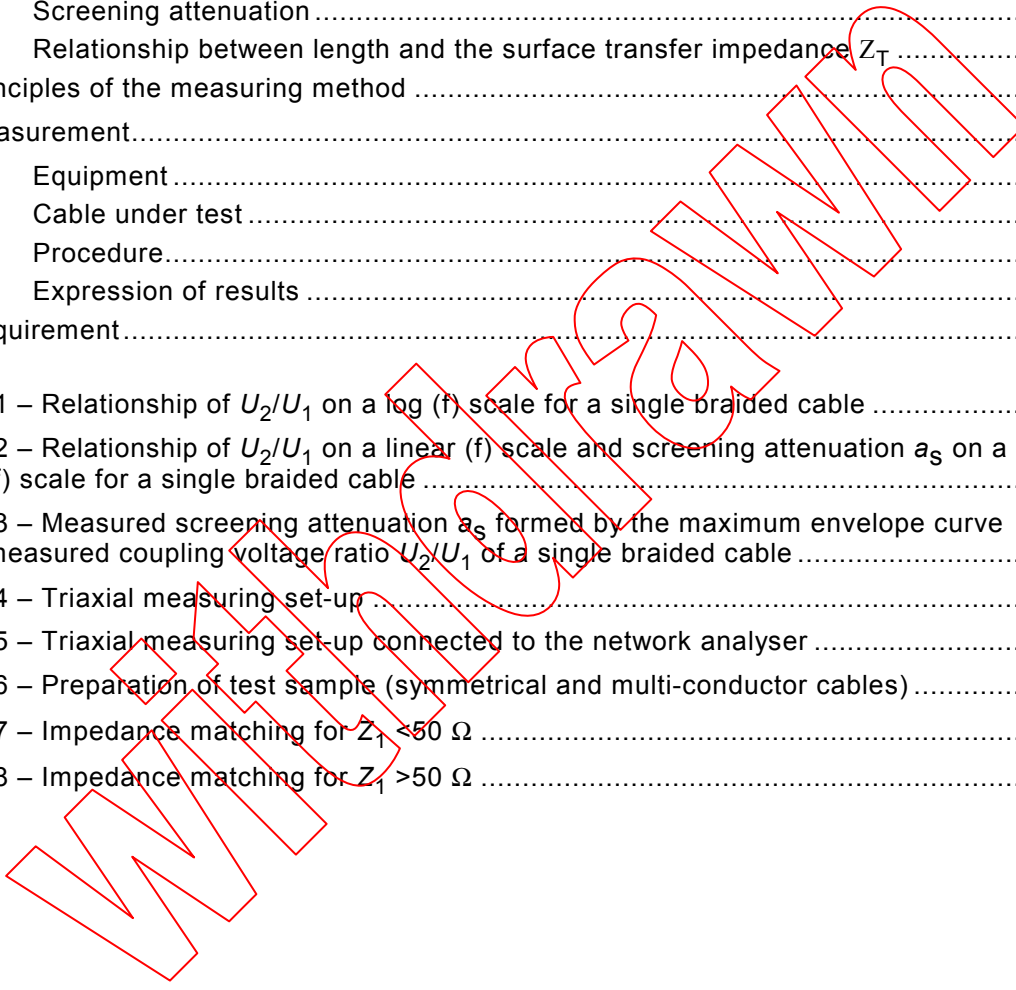 Screening attenuation
Relationship between length and the surface transfer impedance Z_T
nciples of the measuring method
asurement
Equipment
Cable under test
Procedure
Expression of results
quirement
1 – Relationship of U2/U1 on a log (f) scale for a single braided cable
2 – Relationship of U2/U1 on a linear (f) scale and screening attenuation as on a
f) scale for a single braided cable
3 – Measured screening attenuation as formed by the maximum envelope curve
measured coupling voltage ratio U2/U1 of a single braided cable
4 – Triaxial measuring set-up
5 – Triaxial measuring set-up connected to the network analyser
6 – Preparation of test sample (symmetrical and multi-conductor cables)
7 – Impedance matching for Z1 <50 Ω
8 – Impedance matching for Z1 >50 Ω
withdrawn